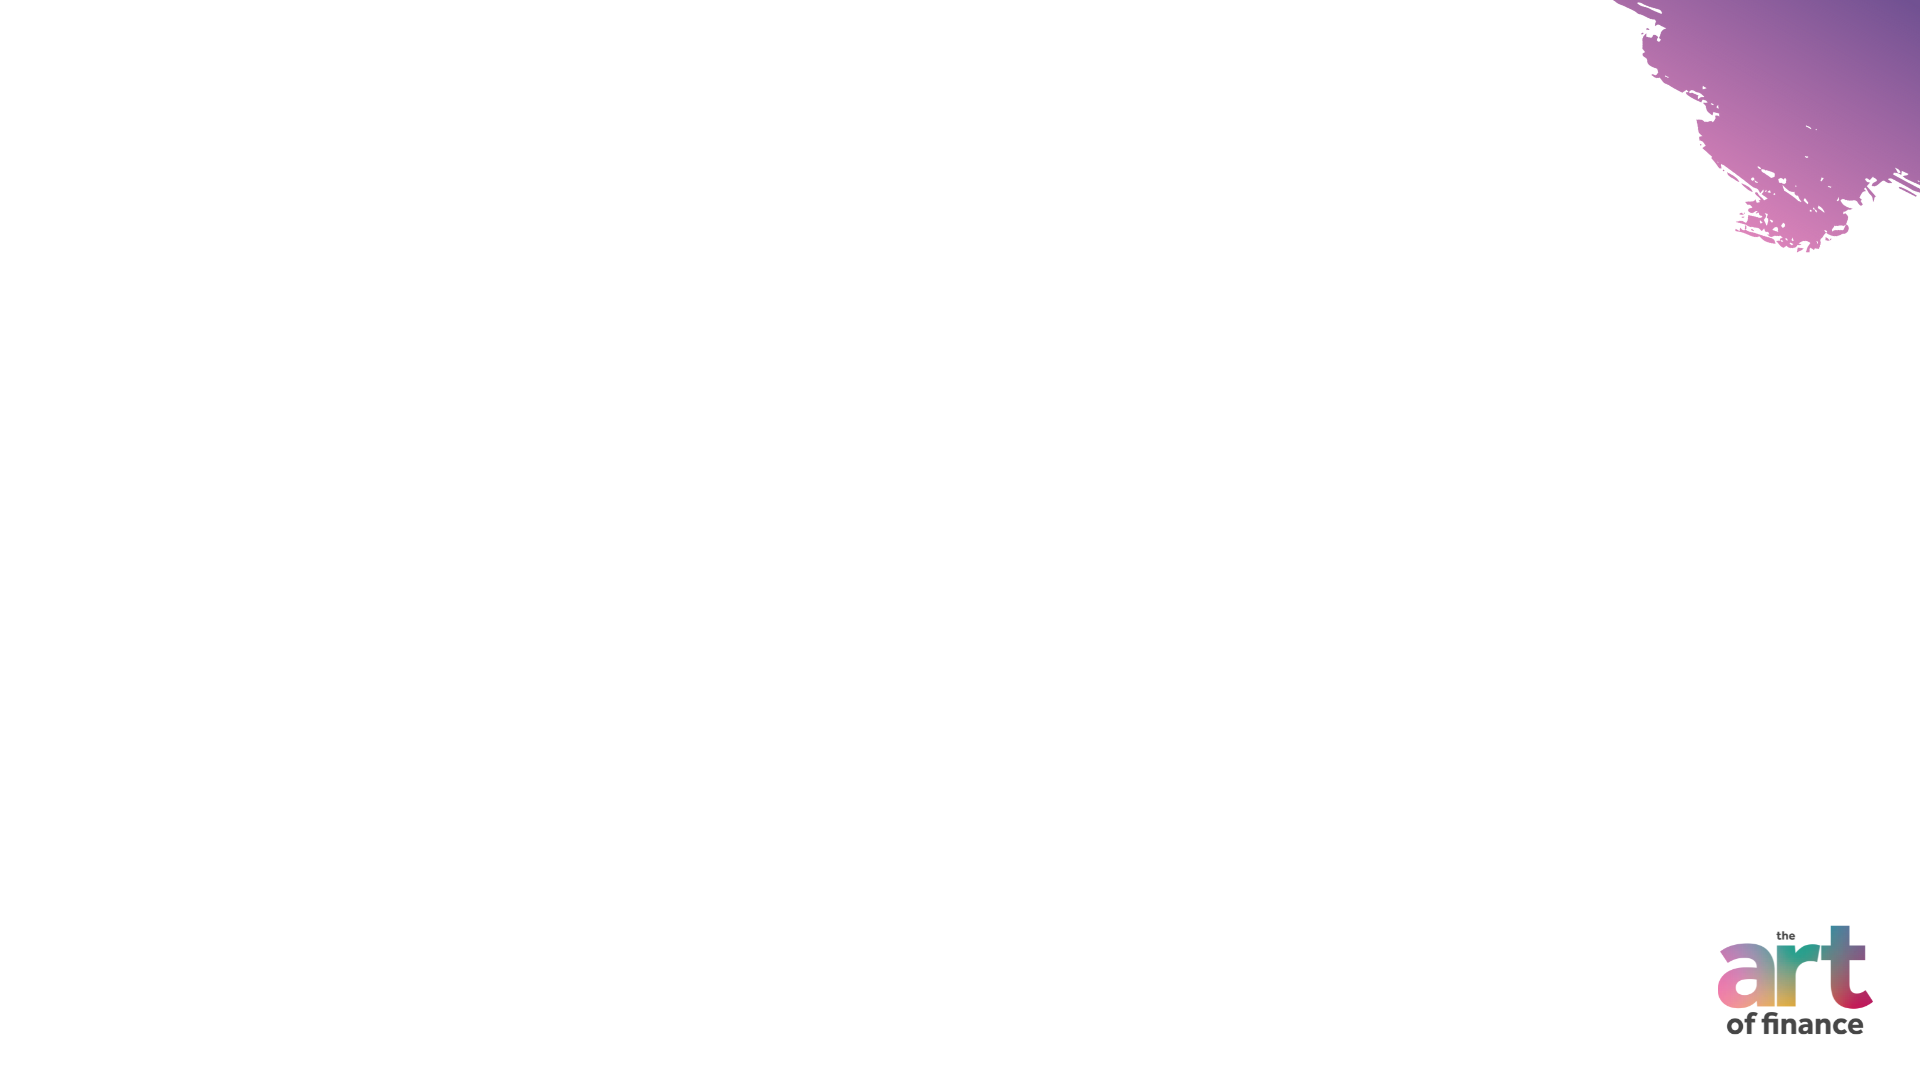 the
art
of finance